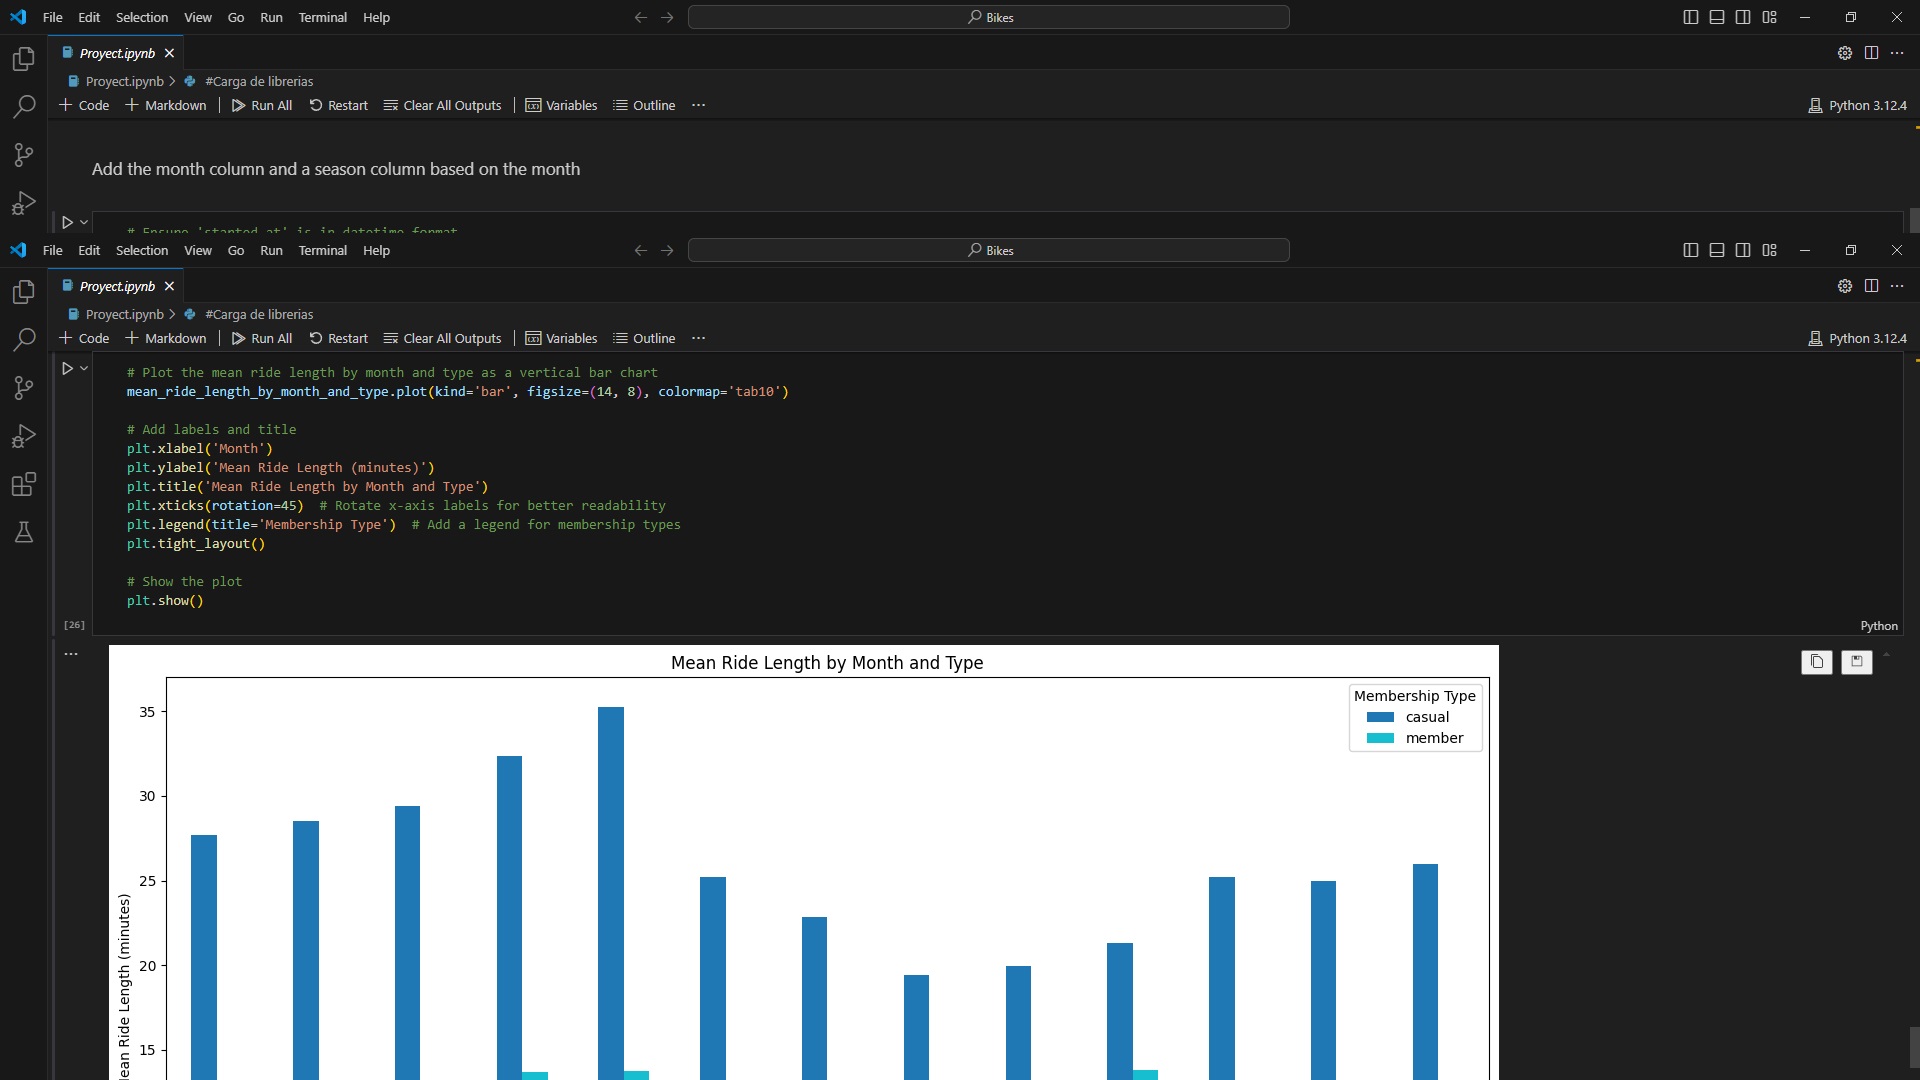 File Edit Selection View Go Run Terminal Help
Bikes
Proyect.ipynb
Proyect.ipynb > #Carga de librerias
+ Code + Markdown | Run All Restart Clear All Outputs | Variables Outline ···
Python 3.12.4
Add the month column and a season column based on the month
# Ensure 'started_at' is in datetime format
File Edit Selection View Go Run Terminal Help
Bikes
Proyect.ipynb
Proyect.ipynb > #Carga de librerias
+ Code + Markdown | Run All Restart Clear All Outputs | Variables Outline ···
Python 3.12.4
# Plot the mean ride length by month and type as a vertical bar chart
mean_ride_length_by_month_and_type.plot(kind='bar', figsize=(14, 8), colormap='tab10')
# Add labels and title
plt.xlabel('Month')
plt.ylabel('Mean Ride Length (minutes)')
plt.title('Mean Ride Length by Month and Type')
plt.xticks(rotation=45)  # Rotate x-axis labels for better readability
plt.legend(title='Membership Type')  # Add a legend for membership types
plt.tight_layout()
# Show the plot
plt.show()
[26]
Python
Mean Ride Length by Month and Type
Membership Type
casual
member
35
30
25
20
15
Mean Ride Length (minutes)